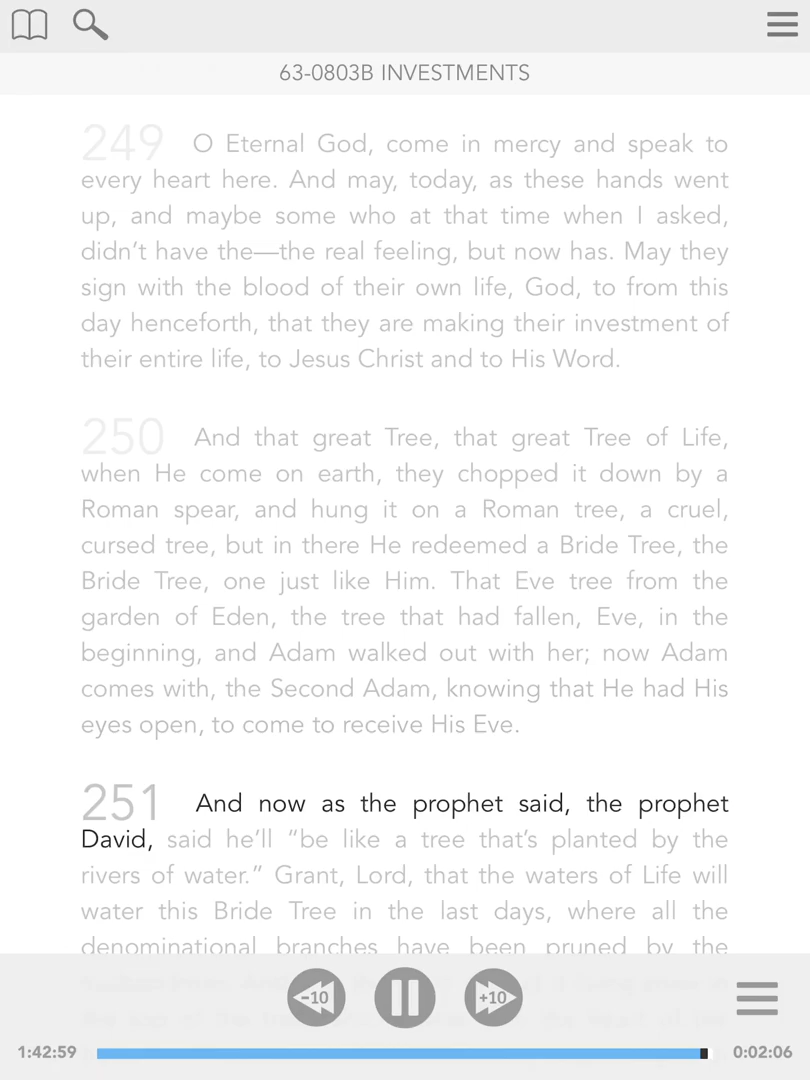 63-0803B INVESTMENTS
249 O Eternal God, come in mercy and speak to
every heart here. And may, today, as these hands went
up, and maybe some who at that time when I asked,
didn’t have the—the real feeling, but now has. May they
sign with the blood of their own life, God, to from this
day henceforth, that they are making their investment of
their entire life, to Jesus Christ and to His Word.
250 And that great Tree, that great Tree of Life,
when He come on earth, they chopped it down by a
Roman spear, and hung it on a Roman tree, a cruel,
cursed tree, but in there He redeemed a Bride Tree, the
Bride Tree, one just like Him. That Eve tree from the
garden of Eden, the tree that had fallen, Eve, in the
beginning, and Adam walked out with her; now Adam
comes with, the Second Adam, knowing that He had His
eyes open, to come to receive His Eve.
251 And now as the prophet said, the prophet
David, said he’ll “be like a tree that’s planted by the
rivers of water.” Grant, Lord, that the waters of Life will
water this Bride Tree in the last days, where all the
denominational branches have been pruned by the
-10 +10
1:42:59 0:02:06